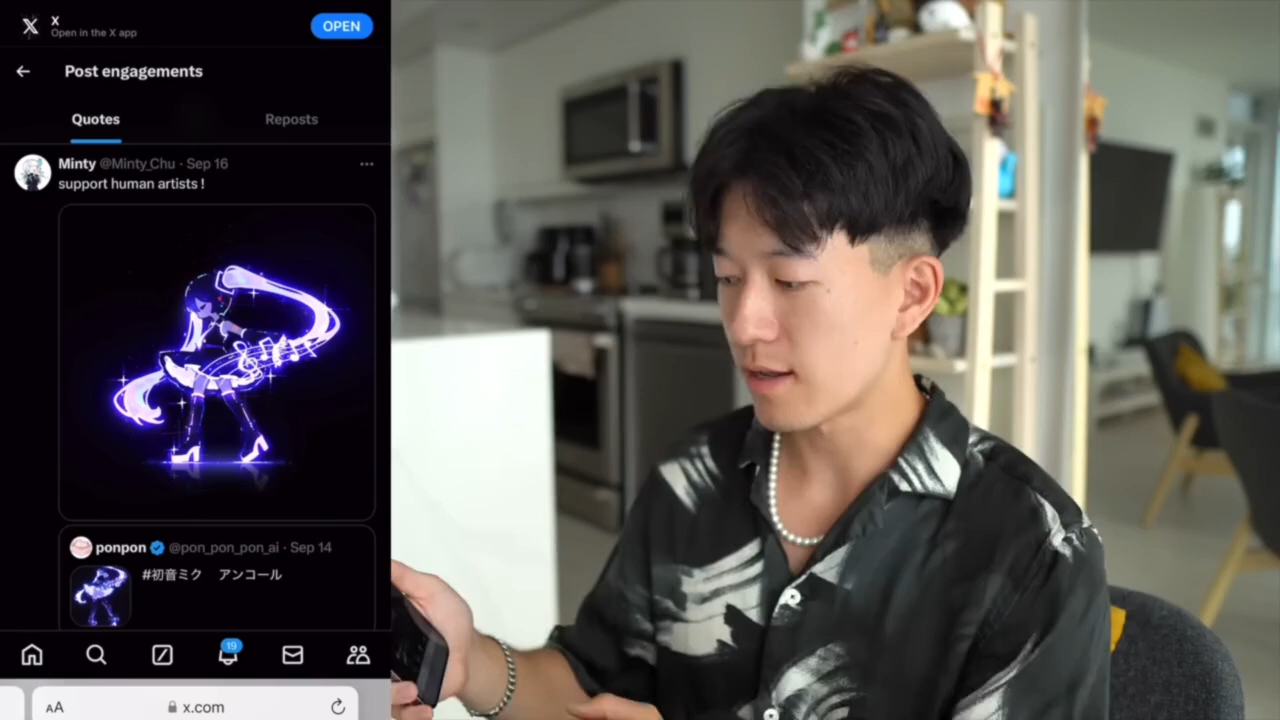 X
Open in the X app
OPEN
Post engagements
Quotes
Reposts
Minty @Minty_Chu · Sep 16
support human artists !
ponpon @pon_pon_pon_ai · Sep 14
#初音ミク アンコール
19
AA
x.com